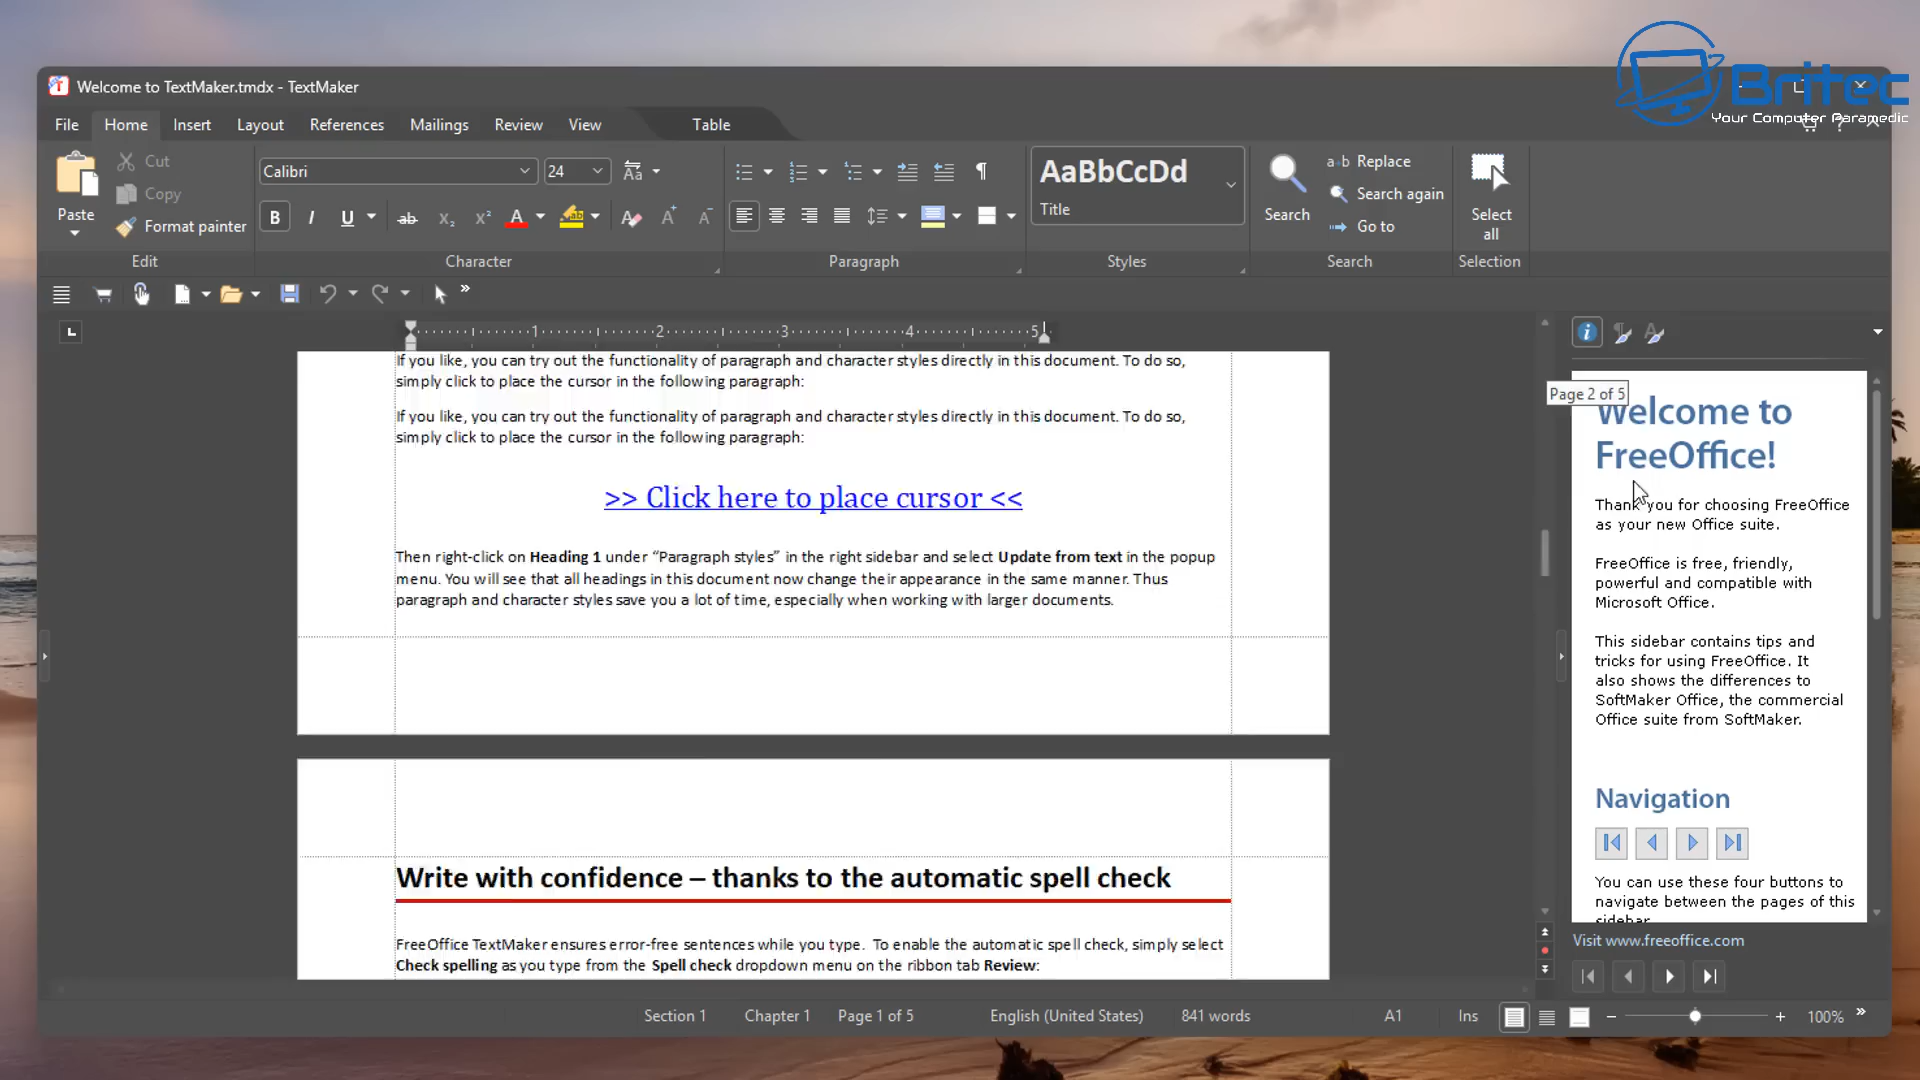 Britec
Your Computer Paramedic
Welcome to TextMaker.tmdx - TextMaker
File Home Insert Layout References Mailings Review View Table
Paste
Cut
Copy
Format painter
Edit
Calibri 24
Character
Paragraph
AaBbCcDd
Title
Styles
Search
Replace
Search again
Go to
Search
Select
all
Selection
1 2 3 4 5
If you like, you can try out the functionality of paragraph and character styles directly in this document. To do so,
simply click to place the cursor in the following paragraph:
If you like, you can try out the functionality of paragraph and character styles directly in this document. To do so,
simply click to place the cursor in the following paragraph:
>> Click here to place cursor <<
Then right-click on Heading 1 under “Paragraph styles” in the right sidebar and select Update from text in the popup
menu. You will see that all headings in this document now change their appearance in the same manner. Thus
paragraph and character styles save you a lot of time, especially when working with larger documents.
Write with confidence – thanks to the automatic spell check
FreeOffice TextMaker ensures error-free sentences while you type. To enable the automatic spell check, simply select
Check spelling as you type from the Spell check dropdown menu on the ribbon tab Review:
Page 2 of 5
Welcome to
FreeOffice!
Thank you for choosing FreeOffice
as your new Office suite.
FreeOffice is free, friendly,
powerful and compatible with
Microsoft Office.
This sidebar contains tips and
tricks for using FreeOffice. It
also shows the differences to
SoftMaker Office, the commercial
Office suite from SoftMaker.
Navigation
You can use these four buttons to
navigate between the pages of this
sidebar
Visit www.freeoffice.com
Section 1 Chapter 1 Page 1 of 5 English (United States) 841 words A1 Ins 100%